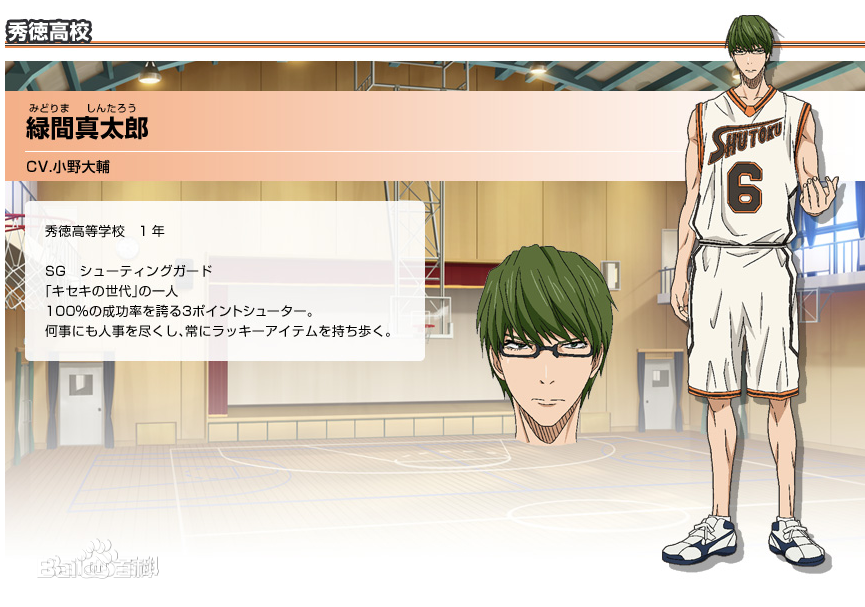 秀徳高校
みどりま しんたろう
緑間真太郎
CV.小野大輔
SHUTOKU
6
秀徳高等学校 1年
SG シューティングガード
「キセキの世代」の一人
100%の成功率を誇る3ポイントシューター。
何事にも人事を尽くし、常にラッキーアイテムを持ち歩く。
Bai百科